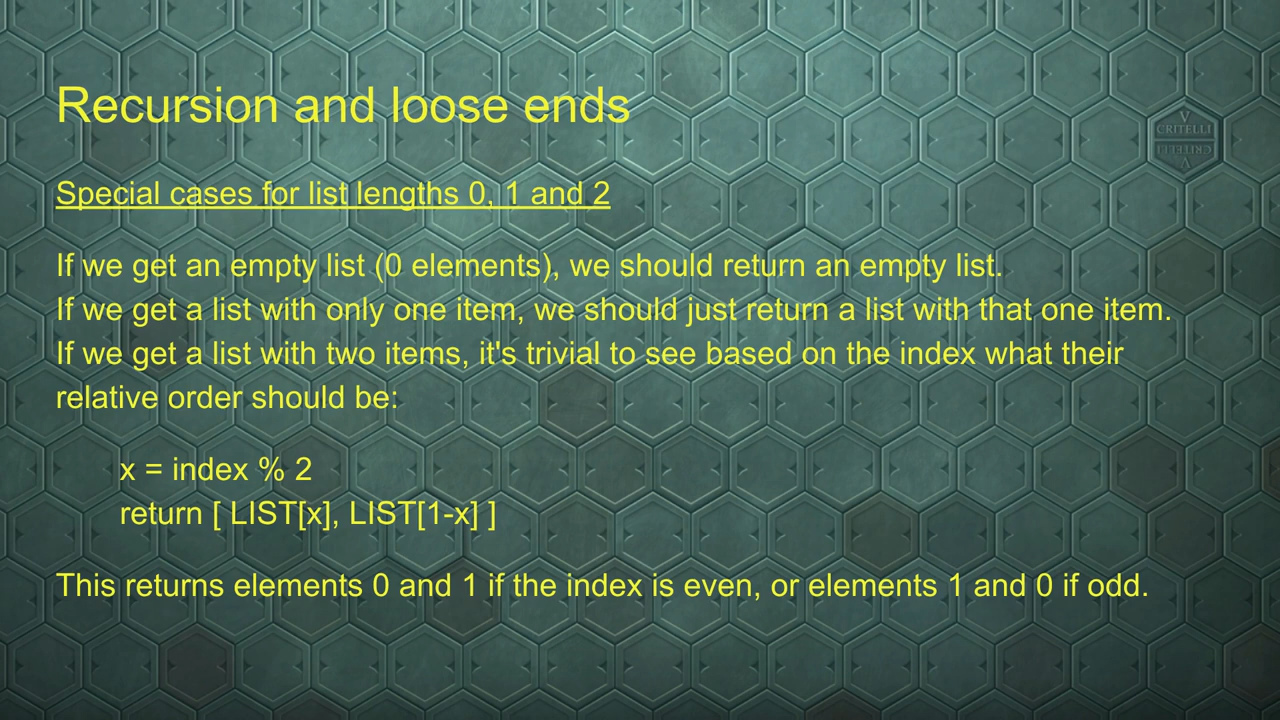 V
CRITELLI
CRITELLI
V
Recursion and loose ends
Special cases for list lengths 0, 1 and 2
If we get an empty list (0 elements), we should return an empty list.
If we get a list with only one item, we should just return a list with that one item.
If we get a list with two items, it's trivial to see based on the index what their
relative order should be:
x = index % 2
return [ LIST[x], LIST[1-x] ]
This returns elements 0 and 1 if the index is even, or elements 1 and 0 if odd.